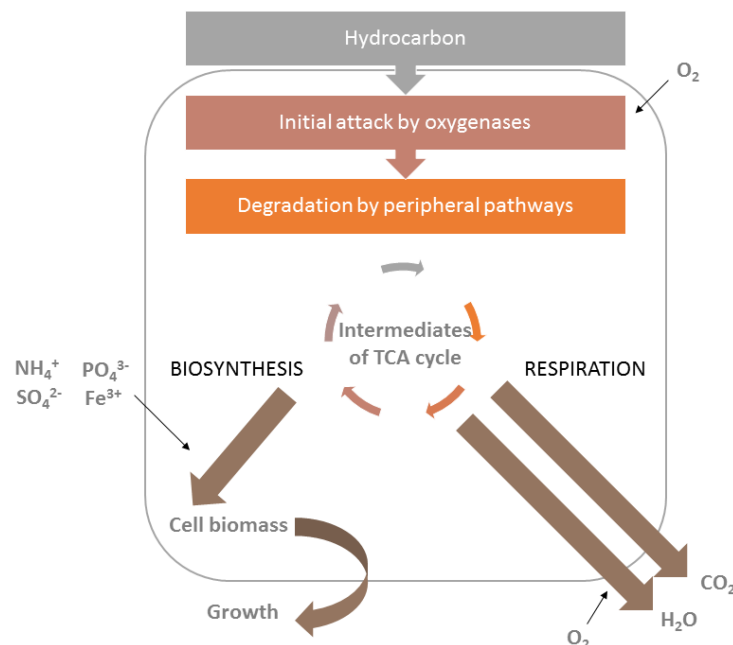 Hydrocarbon
O₂
Initial attack by oxygenases
Degradation by peripheral pathways
Intermediates
of TCA cycle
NH₄⁺ PO₄³⁻
SO₄²⁻ Fe³⁺
BIOSYNTHESIS
RESPIRATION
Cell biomass
Growth
CO₂
H₂O
O₂